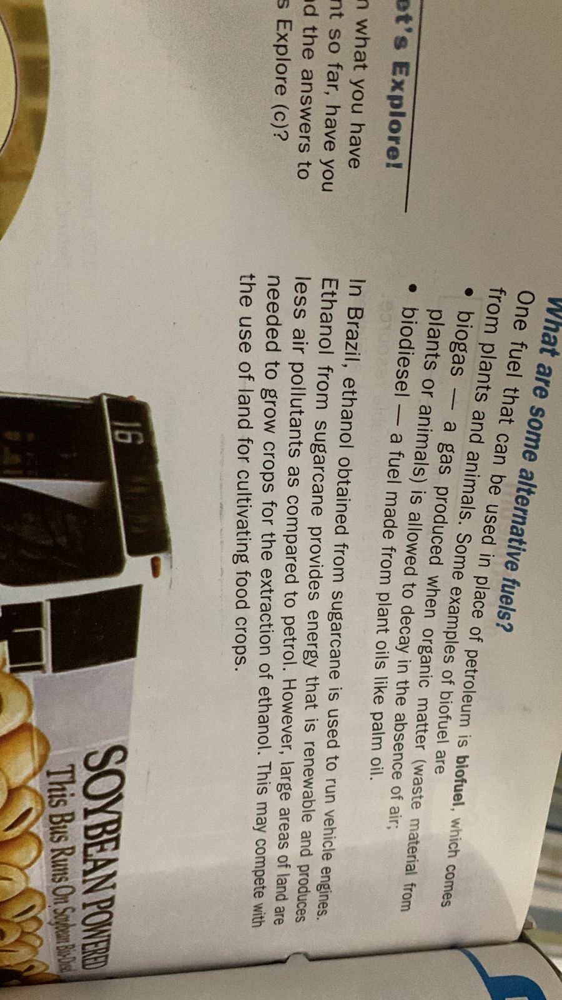 et's Explore!
n what you have
nt so far, have you
nd the answers to
s Explore (c)?
What are some alternative fuels?
One fuel that can be used in place of petroleum is biofuel, which comes
from plants and animals. Some examples of biofuel are
• biogas — a gas produced when organic matter (waste material from
plants or animals) is allowed to decay in the absence of air;
• biodiesel — a fuel made from plant oils like palm oil.
In Brazil, ethanol obtained from sugarcane is used to run vehicle engines.
Ethanol from sugarcane provides energy that is renewable and produces
less air pollutants as compared to petrol. However, large areas of land are
needed to grow crops for the extraction of ethanol. This may compete with
the use of land for cultivating food crops.
16
SOYBEAN POWERED
This Bus Runs On Soybean Bio-Diesel